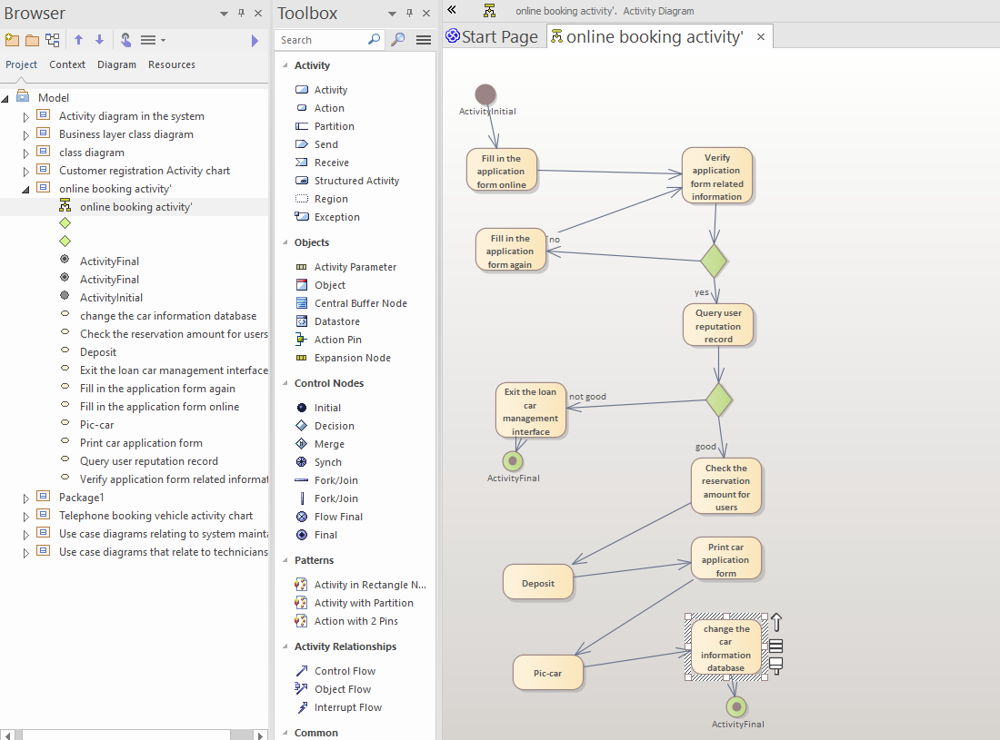 Browser
Project Context Diagram Resources
Model
Activity diagram in the system
Business layer class diagram
class diagram
Customer registration Activity chart
online booking activity'
online booking activity'
ActivityFinal
ActivityFinal
ActivityInitial
change the car information database
Check the reservation amount for users
Deposit
Exit the loan car management interface
Fill in the application form again
Fill in the application form online
Pic-car
Print car application form
Query user reputation record
Verify application form related informat
Package1
Telephone booking vehicle activity chart
Use case diagrams relating to system mainta
Use case diagrams that relate to technicians
Toolbox
Search
Activity
Activity
Action
Partition
Send
Receive
Structured Activity
Region
Exception
Objects
Activity Parameter
Object
Central Buffer Node
Datastore
Action Pin
Expansion Node
Control Nodes
Initial
Decision
Merge
Synch
Fork/Join
Fork/Join
Flow Final
Final
Patterns
Activity in Rectangle N...
Activity with Partition
Action with 2 Pins
Activity Relationships
Control Flow
Object Flow
Interrupt Flow
Common
online booking activity'. Activity Diagram
Start Page
online booking activity'
ActivityInitial
Fill in the
application
form online
Verify
application
form related
information
Fill in the
application
form again
no
yes
Query user
reputation
record
Exit the loan
car
management
interface
not good
ActivityFinal
good
Check the
reservation
amount for
users
Print car
application
form
Deposit
change the
car
information
database
Pic-car
ActivityFinal